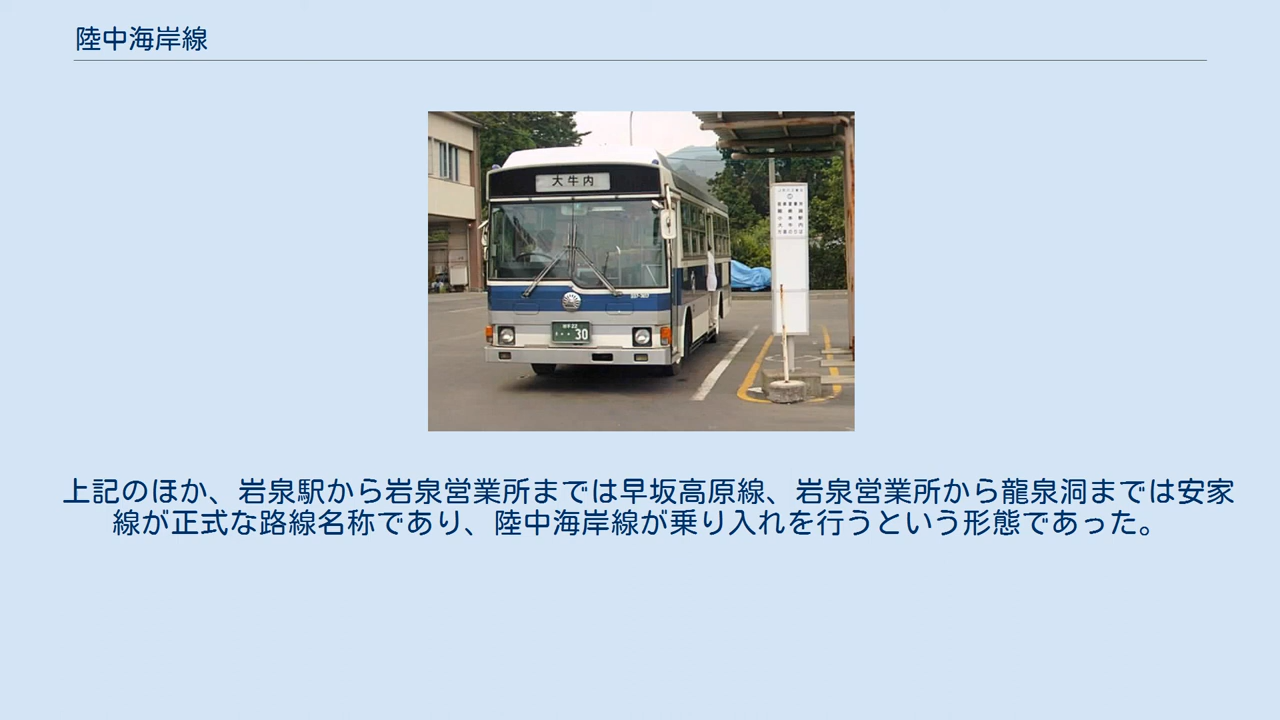 陸中海岸線
大牛内
30
上記のほか、岩泉駅から岩泉営業所までは早坂高原線、岩泉営業所から龍泉洞までは安家
線が正式な路線名称であり、陸中海岸線が乗り入れを行うという形態であった。